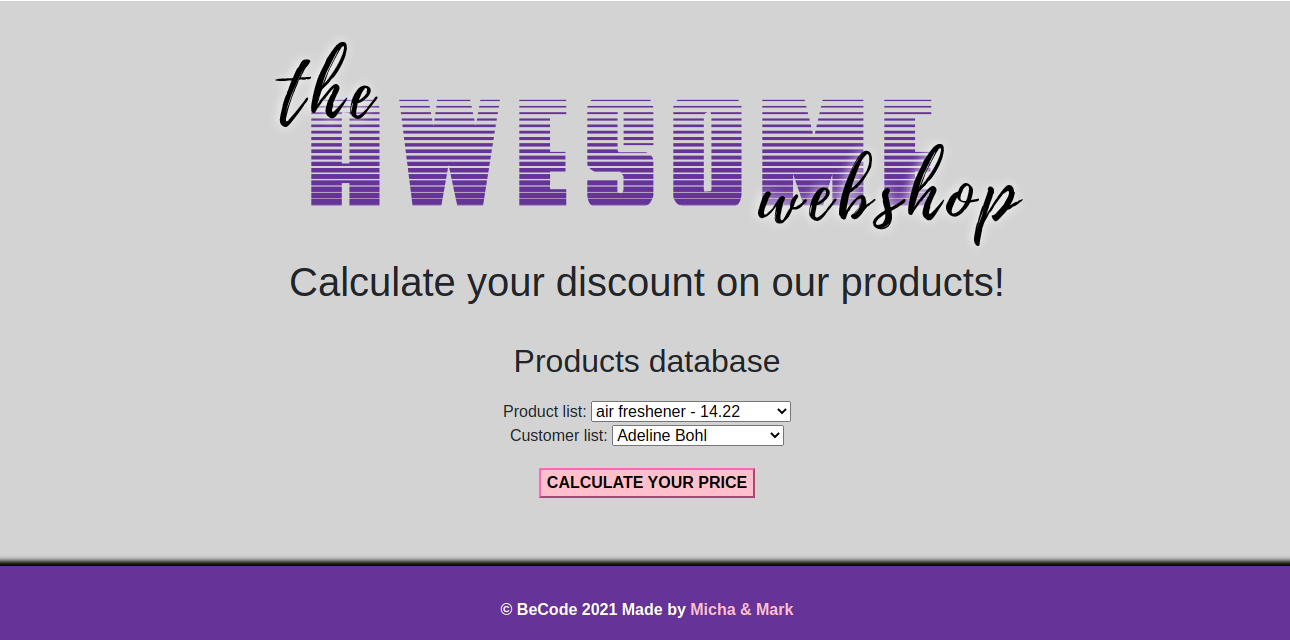 the
AWESOME
webshop
Calculate your discount on our products!
Products database
Product list: air freshener - 14.22
Customer list: Adeline Bohl
CALCULATE YOUR PRICE
© BeCode 2021 Made by Micha & Mark